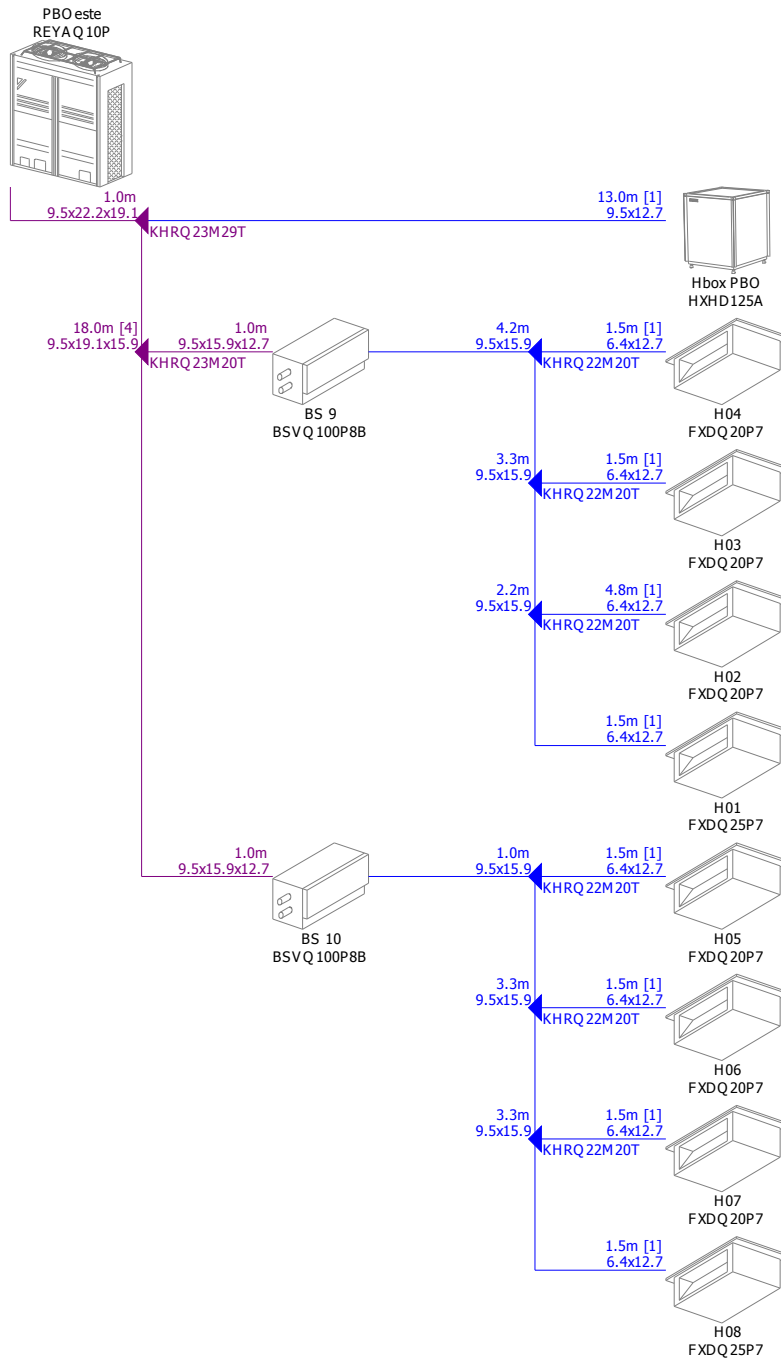 PBOeste
REYAQ10P
1.0m
9.5x22.2x19.1
KHRQ23M29T
13.0m [1]
9.5x12.7
Hbox PBO
HXHD125A
18.0m [4]
9.5x19.1x15.9
KHRQ23M20T
1.0m
9.5x15.9x12.7
BS 9
BSVQ100P8B
4.2m
9.5x15.9
KHRQ22M20T
1.5m [1]
6.4x12.7
H04
FXDQ20P7
3.3m
9.5x15.9
KHRQ22M20T
1.5m [1]
6.4x12.7
H03
FXDQ20P7
2.2m
9.5x15.9
KHRQ22M20T
4.8m [1]
6.4x12.7
H02
FXDQ20P7
1.5m [1]
6.4x12.7
H01
FXDQ25P7
1.0m
9.5x15.9x12.7
BS 10
BSVQ100P8B
1.0m
9.5x15.9
KHRQ22M20T
1.5m [1]
6.4x12.7
H05
FXDQ20P7
3.3m
9.5x15.9
KHRQ22M20T
1.5m [1]
6.4x12.7
H06
FXDQ20P7
3.3m
9.5x15.9
KHRQ22M20T
1.5m [1]
6.4x12.7
H07
FXDQ20P7
1.5m [1]
6.4x12.7
H08
FXDQ25P7